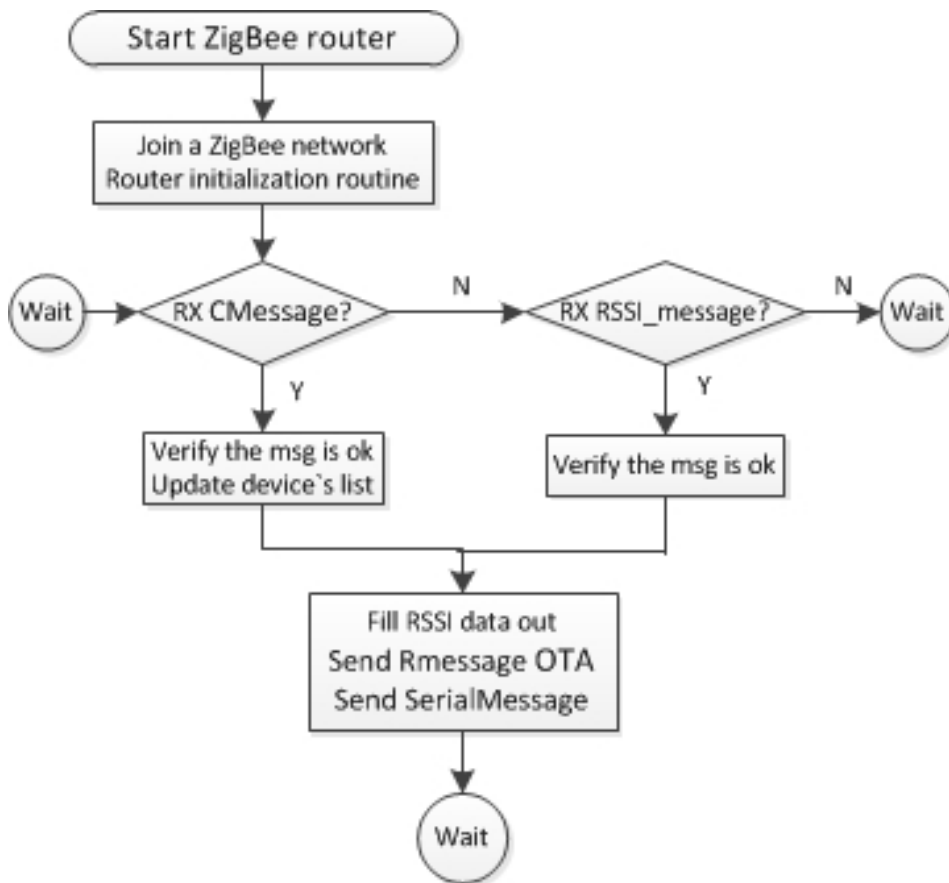 Start ZigBee router
Join a ZigBee network
Router initialization routine
Wait
RX CMessage?
N
RX RSSI_message?
N
Wait
Y
Y
Verify the msg is ok
Update device`s list
Verify the msg is ok
Fill RSSI data out
Send Rmessage OTA
Send SerialMessage
Wait